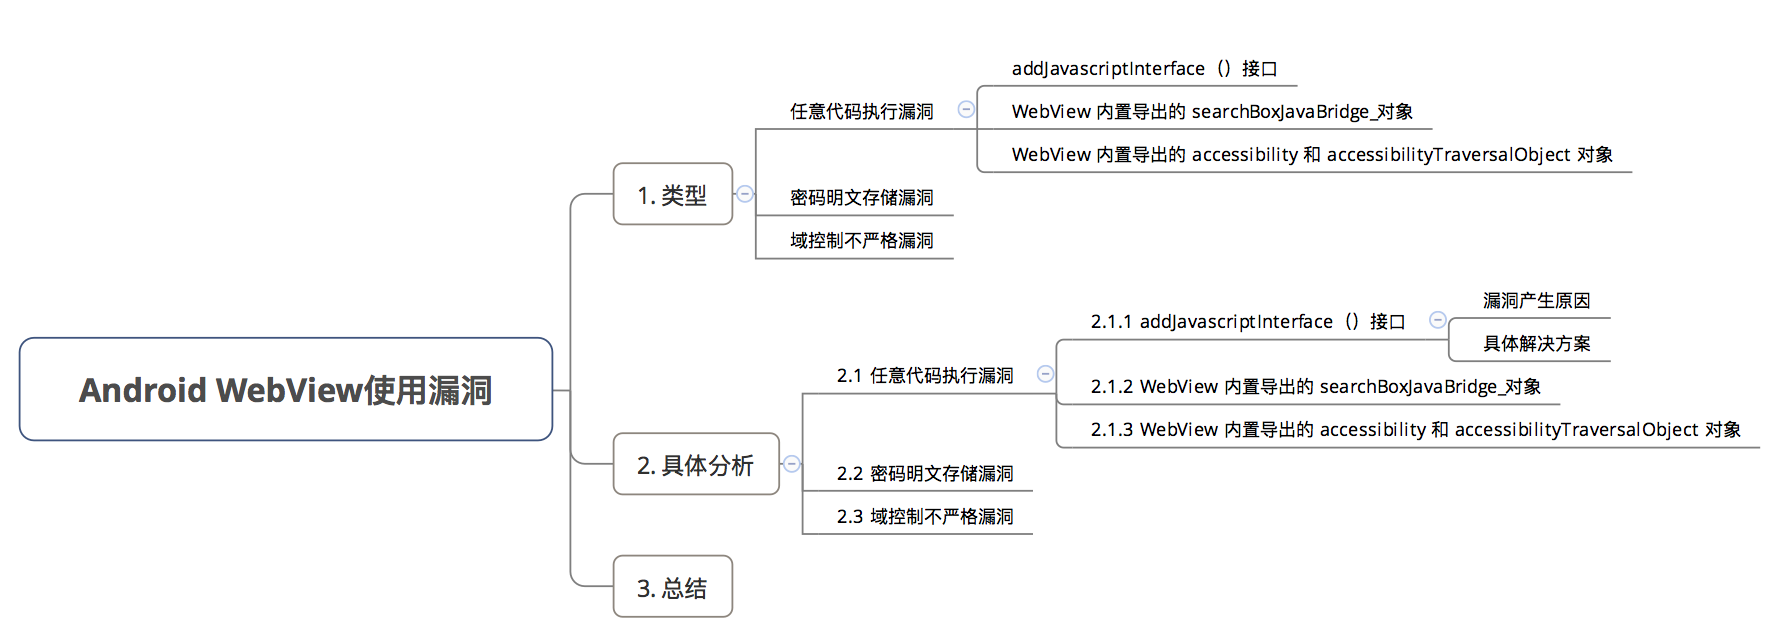 Android WebView使用漏洞
1. 类型
任意代码执行漏洞
addJavascriptInterface（）接口
WebView 内置导出的 searchBoxJavaBridge_对象
WebView 内置导出的 accessibility 和 accessibilityTraversalObject 对象
密码明文存储漏洞
域控制不严格漏洞
2. 具体分析
2.1 任意代码执行漏洞
2.1.1 addJavascriptInterface（）接口
漏洞产生原因
具体解决方案
2.1.2 WebView 内置导出的 searchBoxJavaBridge_对象
2.1.3 WebView 内置导出的 accessibility 和 accessibilityTraversalObject 对象
2.2 密码明文存储漏洞
2.3 域控制不严格漏洞
3. 总结